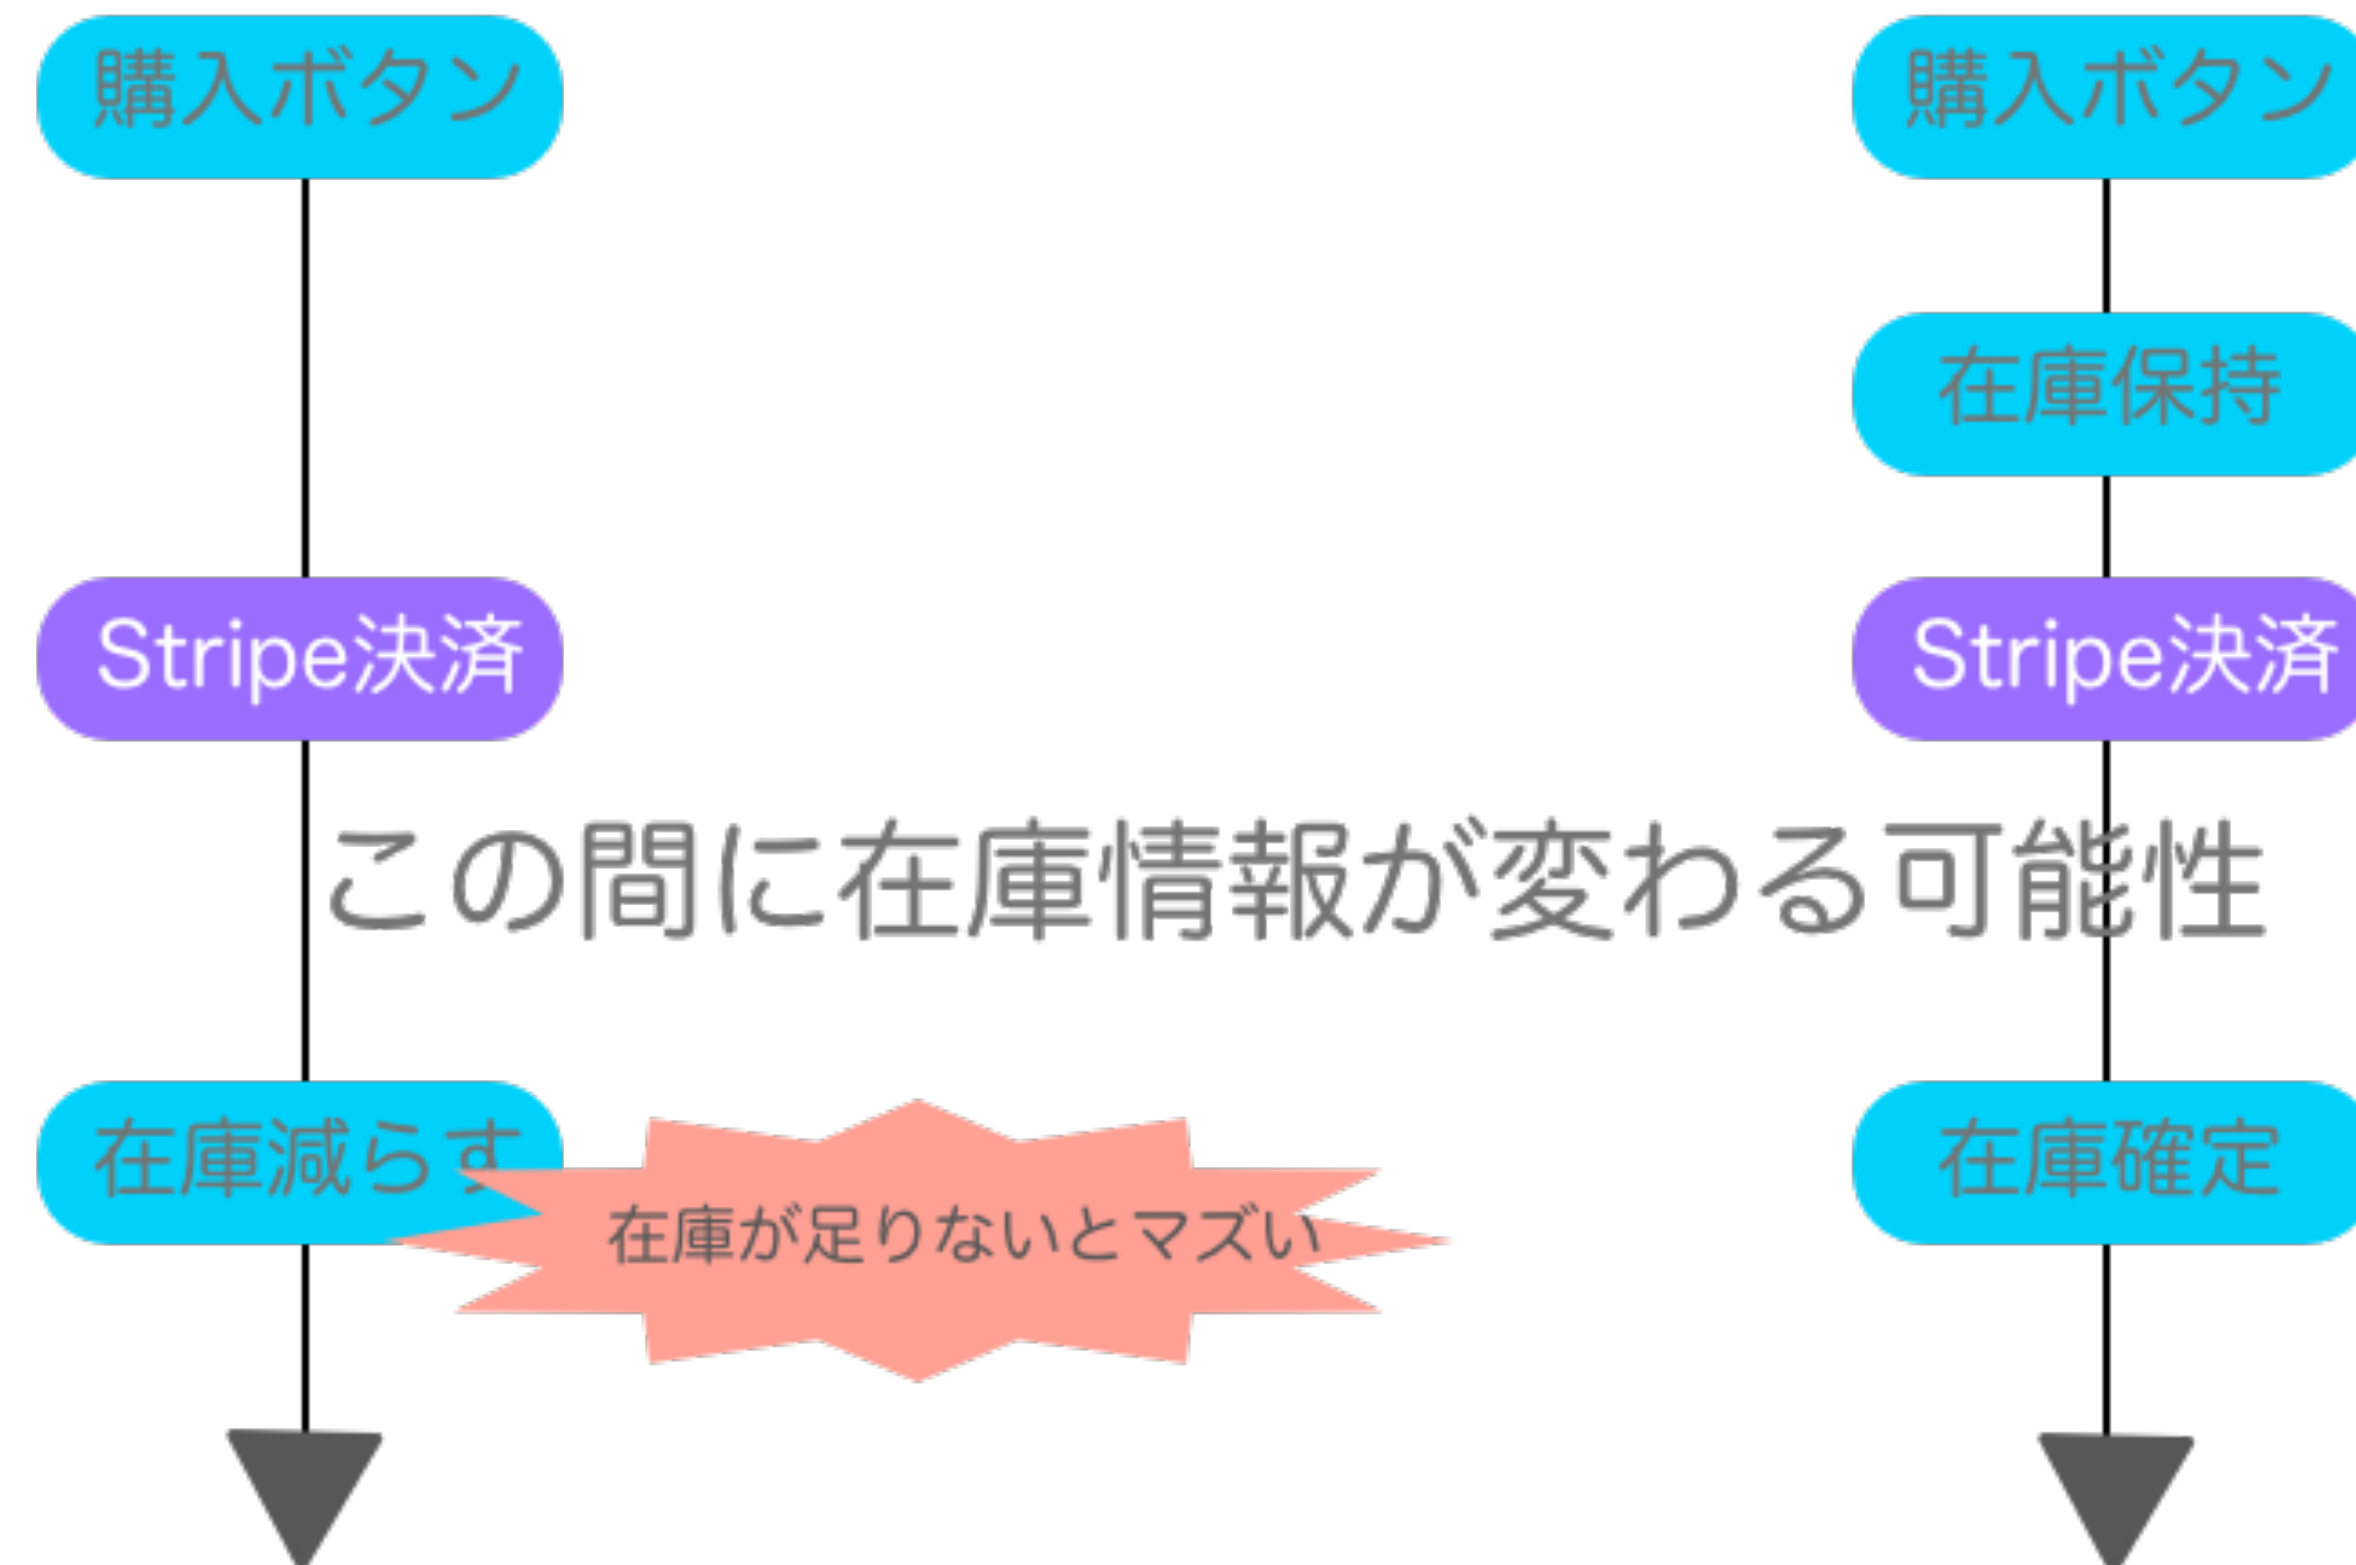 購入ボタン
購入ボタン
在庫保持
Stripe決済
Stripe決済
この間に在庫情報が変わる可能性
在庫減らす
在庫確定
在庫が足りないとマズい